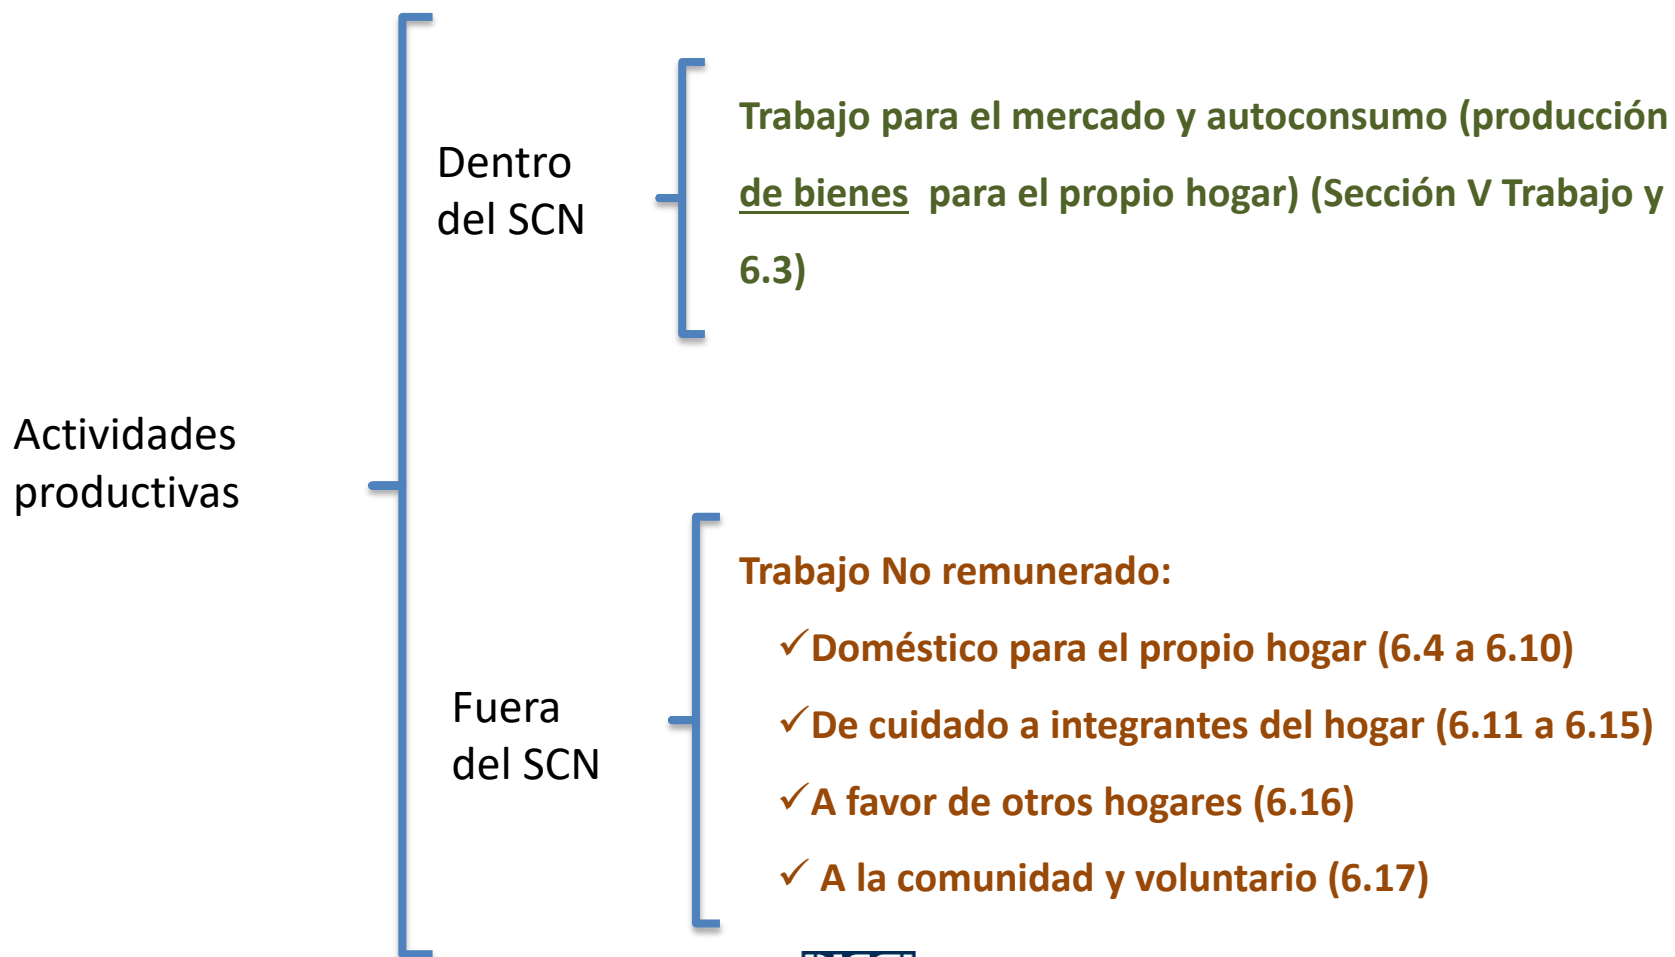 Actividades
productivas
Dentro
del SCN
Trabajo para el mercado y autoconsumo (producción
de bienes para el propio hogar) (Sección V Trabajo y
6.3)
Fuera
del SCN
Trabajo No remunerado:
✓Doméstico para el propio hogar (6.4 a 6.10)
✓De cuidado a integrantes del hogar (6.11 a 6.15)
✓A favor de otros hogares (6.16)
✓ A la comunidad y voluntario (6.17)